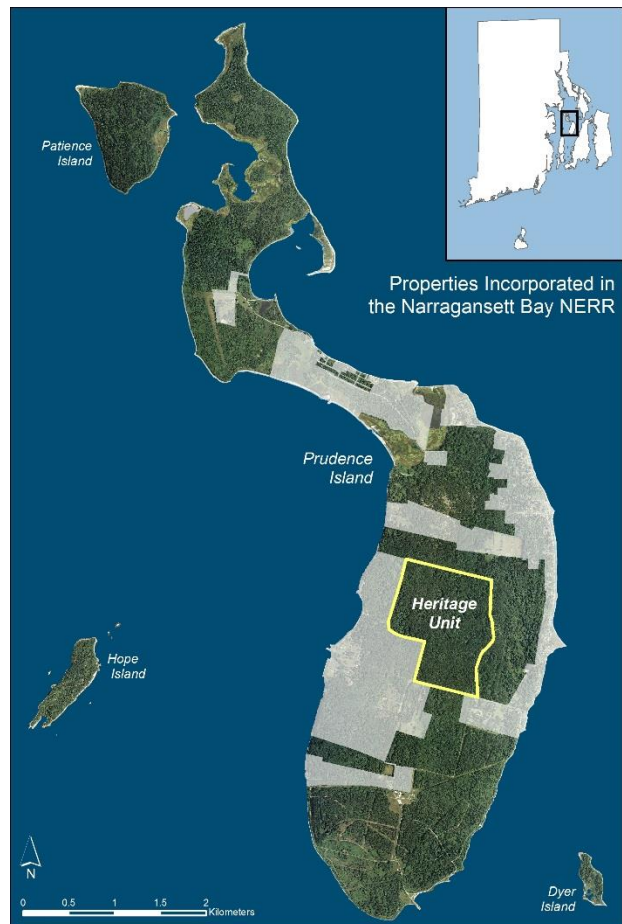 Patience
Island
Properties Incorporated in
the Narragansett Bay NERR
Prudence
Island
Heritage
Unit
Hope
Island
N
0 0.5 1 1.5 2
Kilometers
Dyer
Island